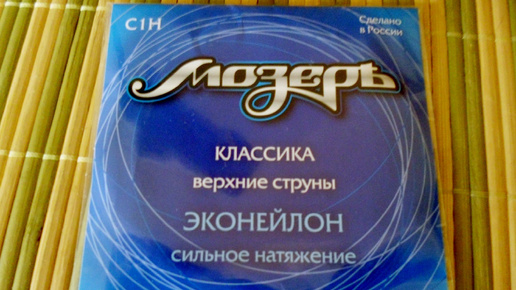 C1H
Сделано
в России
Мозеръ
КЛАССИКА
верхние струны
ЭКОНЕЙЛОН
сильное натяжение